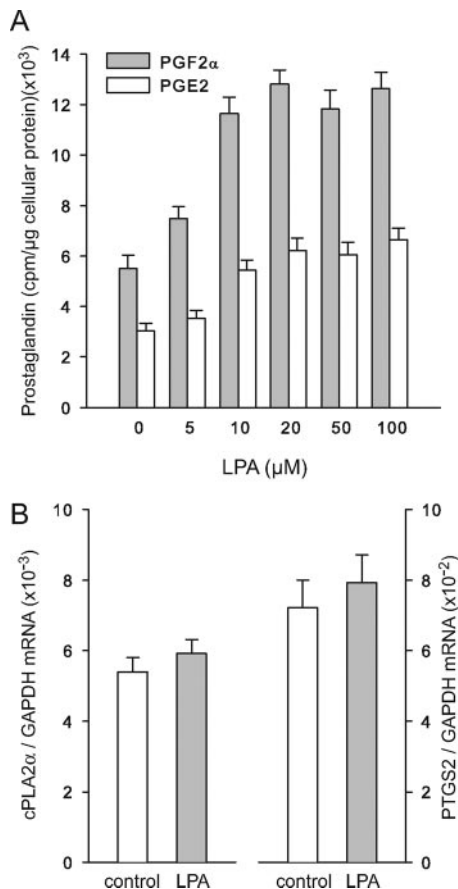 A
PGF2α
PGE2
Prostaglandin (cpm/μg cellular protein)(x10³)
14
12
10
8
6
4
2
0
0 5 10 20 50 100
LPA (μM)
B
cPLA2α / GAPDH mRNA (x10⁻³)
10
8
6
4
2
0
control LPA
10
8
6
4
2
0
PTGS2 / GAPDH mRNA (x10⁻²)
control LPA